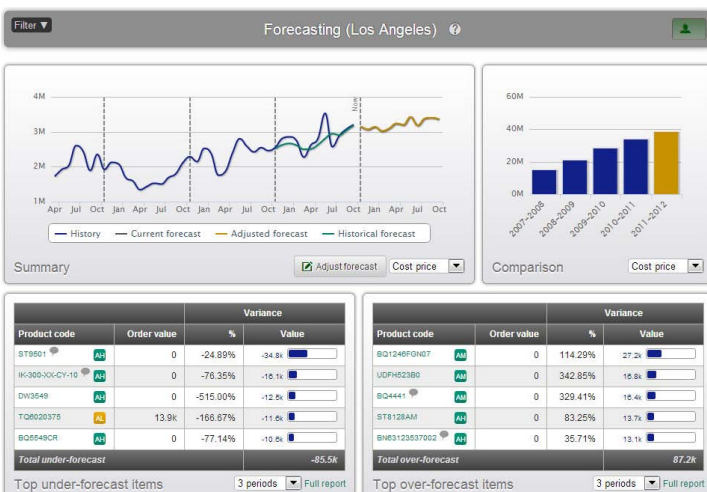 Filter ▼
Forecasting (Los Angeles) ?
4M
3M
2M
1M
Now
Apr Jul Oct Jan Apr Jul Oct Jan Apr Jul Oct Jan Apr Jul Oct Jan Apr Jul Oct
History Current forecast Adjusted forecast Historical forecast
Summary Adjust forecast Cost price
60M
40M
20M
0M
2007-2008 2008-2009 2009-2010 2010-2011 2011-2012
Comparison Cost price
Variance
Product code Order value % Value
ST9501 AH 0 -24.89% -34.8k
IK-300-XX-CY-10 AH 0 -76.35% -16.1k
DW3549 AH 0 -515.00% -12.5k
TQ6020375 AL 13.9k -166.67% -11.6k
BQ5549CR AH 0 -77.14% -10.6k
Total under-forecast -85.5k
Top under-forecast items 3 periods Full report
Variance
Product code Order value % Value
BQ1246FGN07 AM 0 114.29% 27.2k
UDFH523B0 AM 0 342.85% 16.8k
BQ4441 AM 0 329.41% 16.4k
ST8128AM AH 0 83.25% 13.7k
BN63123537002 AH 0 35.71% 13.1k
Total over-forecast 87.2k
Top over-forecast items 3 periods Full report